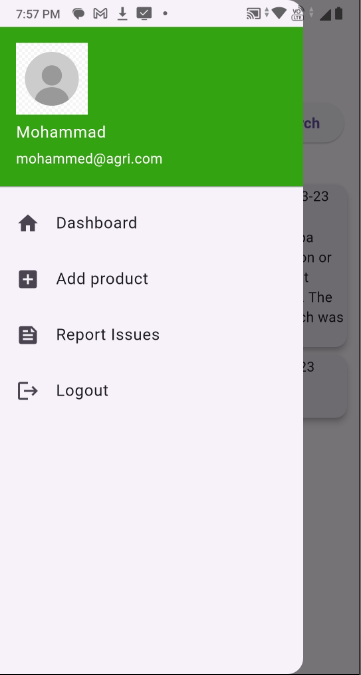 7:57 PM
Mohammad
mohammed@agri.com
Dashboard
Add product
Report Issues
Logout
rch
3-23
on or
t
. The
ch was
23